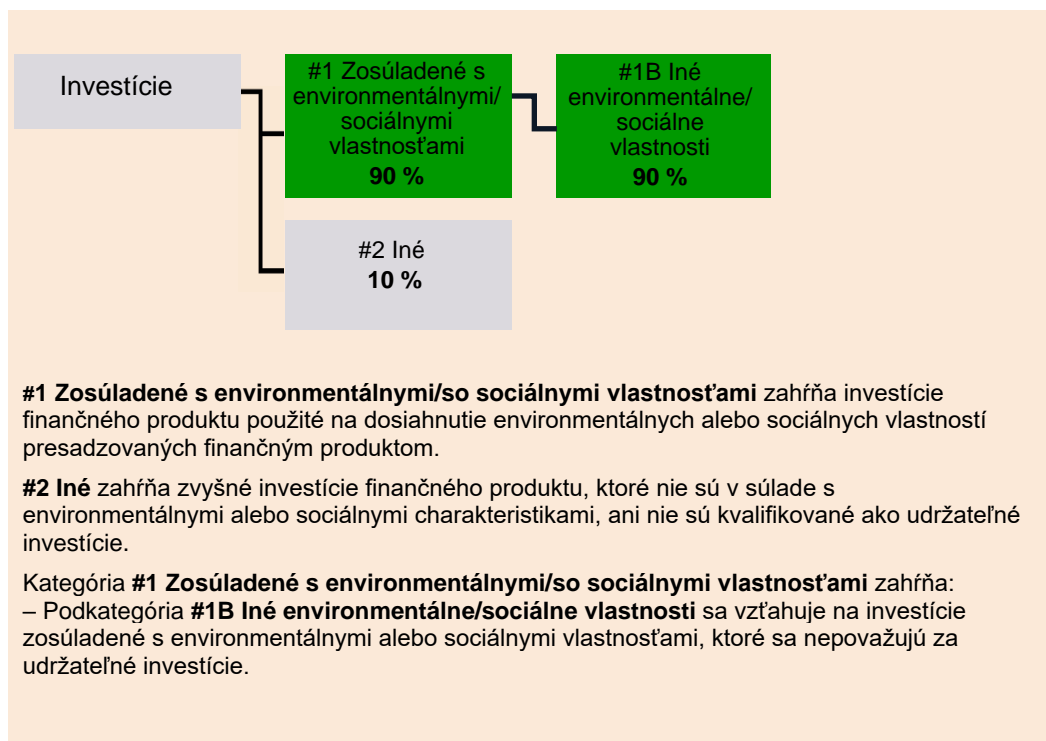 Investície
#1 Zosúladené s
environmentálnymi/
sociálnymi
vlastnosťami
90 %
#1B Iné
environmentálne/
sociálne
vlastnosti
90 %
#2 Iné
10 %
#1 Zosúladené s environmentálnymi/so sociálnymi vlastnosťami zahŕňa investície
finančného produktu použité na dosiahnutie environmentálnych alebo sociálnych vlastností
presadzovaných finančným produktom.
#2 Iné zahŕňa zvyšné investície finančného produktu, ktoré nie sú v súlade s
environmentálnymi alebo sociálnymi charakteristikami, ani nie sú kvalifikované ako udržateľné
investície.
Kategória #1 Zosúladené s environmentálnymi/so sociálnymi vlastnosťami zahŕňa:
– Podkategória #1B Iné environmentálne/sociálne vlastnosti sa vzťahuje na investície
zosúladené s environmentálnymi alebo sociálnymi vlastnosťami, ktoré sa nepovažujú za
udržateľné investície.